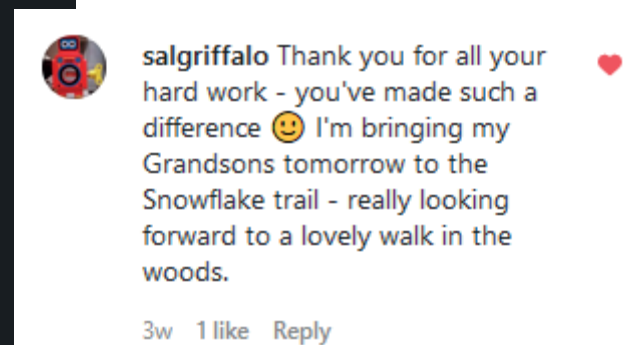 salgriffalo Thank you for all your
hard work - you've made such a
difference 🙂 I'm bringing my
Grandsons tomorrow to the
Snowflake trail - really looking
forward to a lovely walk in the
woods.
3w 1 like Reply